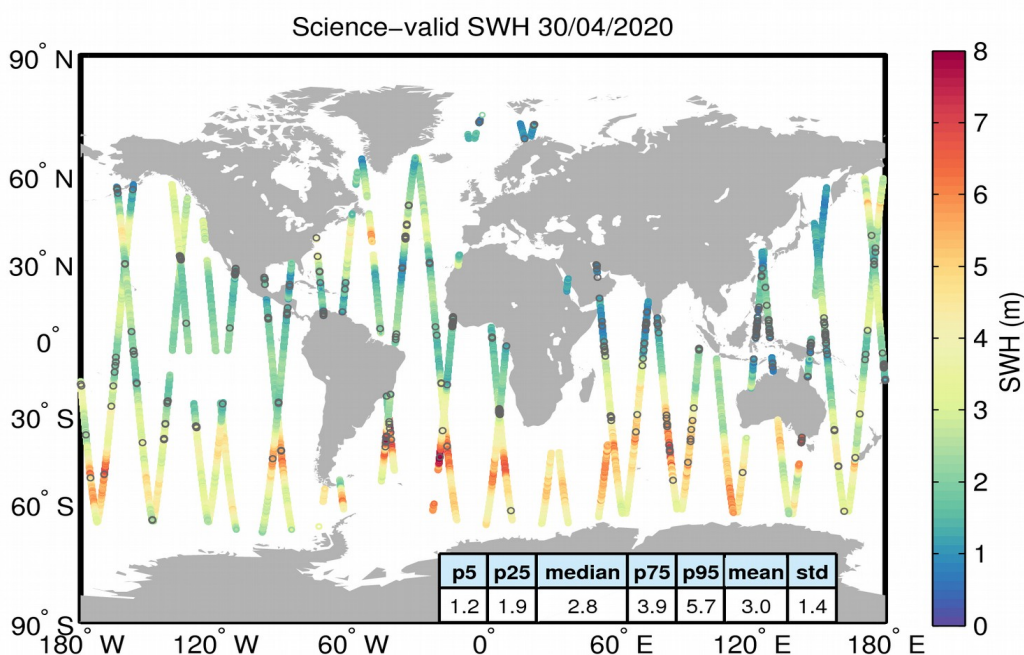 Science−valid SWH 30/04/2020
90° N
60° N
30° N
0°
30° S
60° S
90° S
180° W
120° W
60° W
0°
60° E
120° E
180° E
p5 p25 median p75 p95 mean std
1.2 1.9 2.8 3.9 5.7 3.0 1.4
8
7
6
5
4
3
2
1
0
SWH (m)